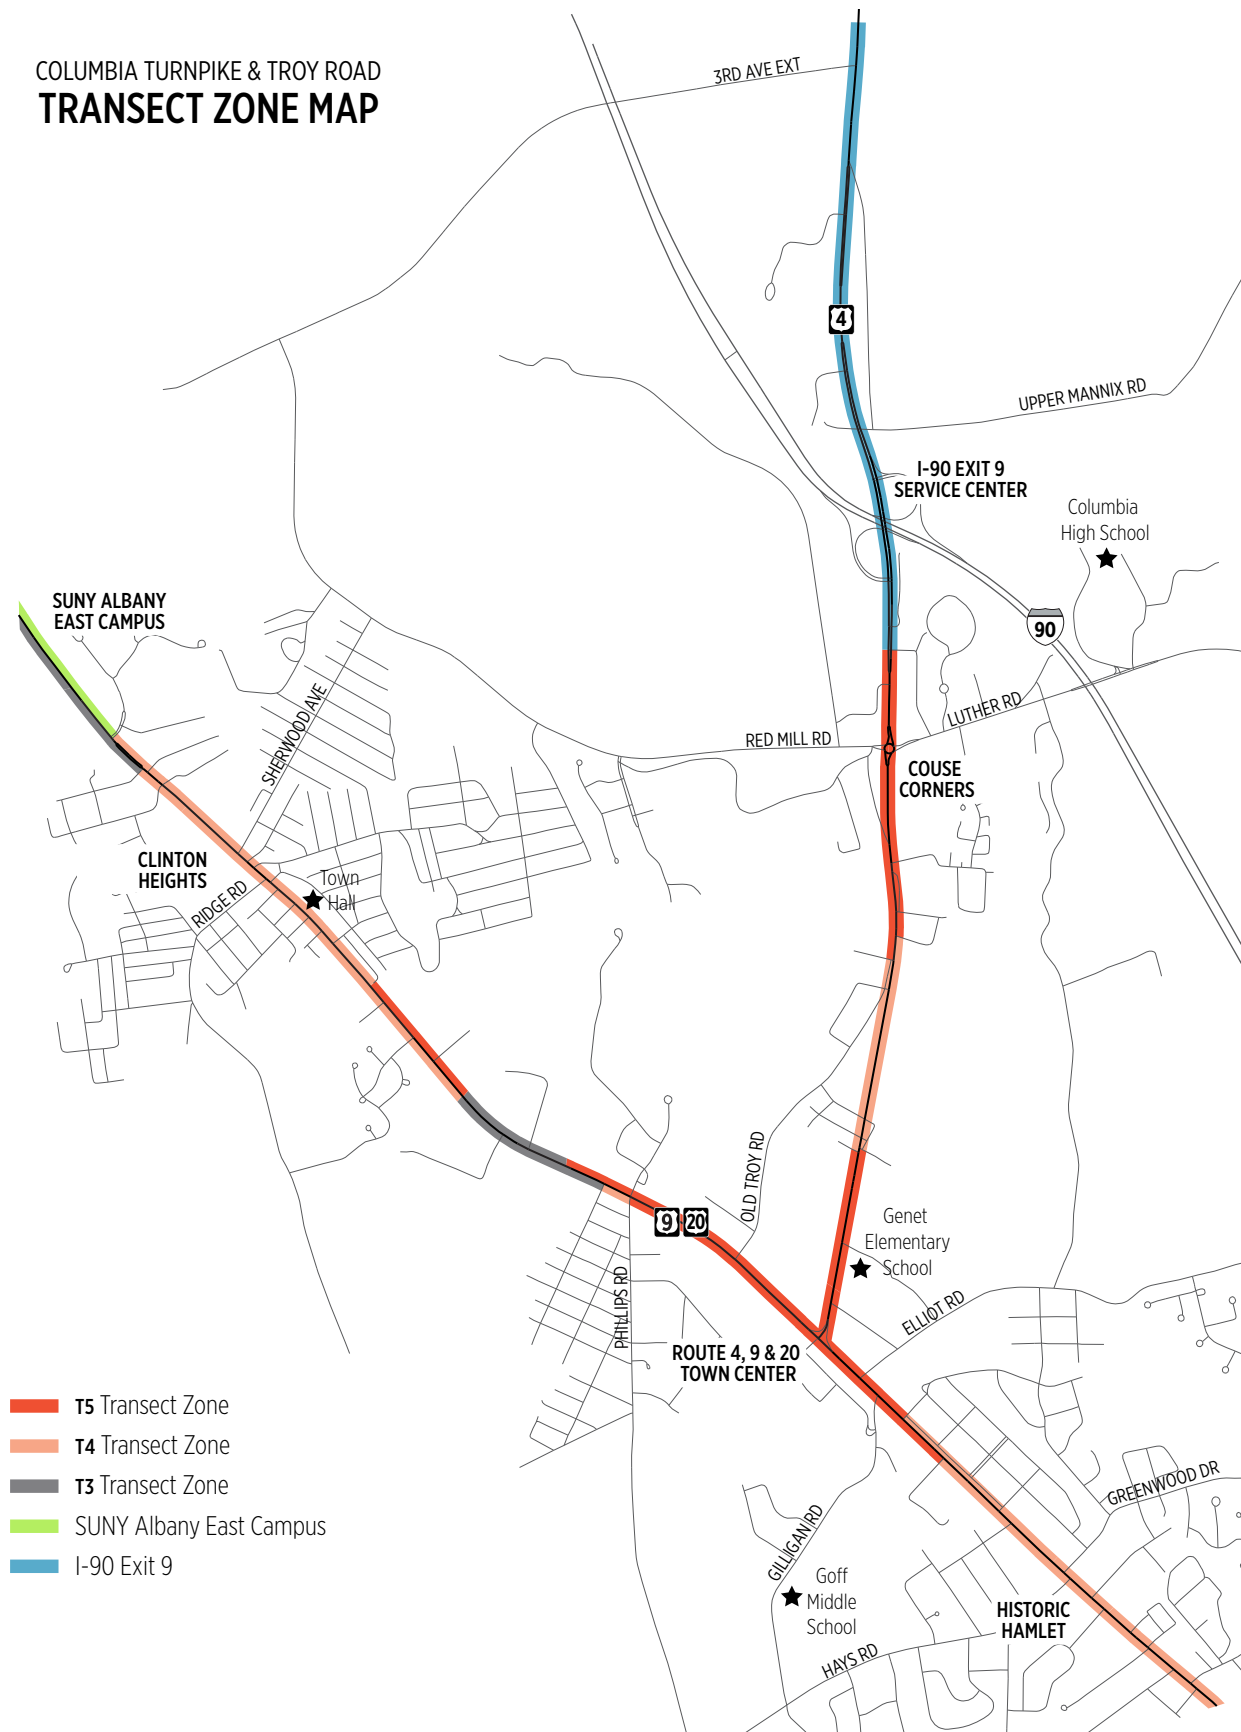 COLUMBIA TURNPIKE & TROY ROAD
TRANSECT ZONE MAP
3RD AVE EXT
4
UPPER MANNIX RD
I-90 EXIT 9
SERVICE CENTER
Columbia
High School
90
SUNY ALBANY
EAST CAMPUS
SHERWOOD AVE
LUTHER RD
RED MILL RD
COUSE
CORNERS
CLINTON
HEIGHTS
Town
Hall
RIDGE RD
OLD TROY RD
9
20
Genet
Elementary
School
PHILLIPS RD
ELLIOT RD
ROUTE 4, 9 & 20
TOWN CENTER
T5 Transect Zone
T4 Transect Zone
T3 Transect Zone
SUNY Albany East Campus
I-90 Exit 9
GREENWOOD DR
GILLIGAN RD
Goff
Middle
School
HISTORIC
HAMLET
HAYS RD